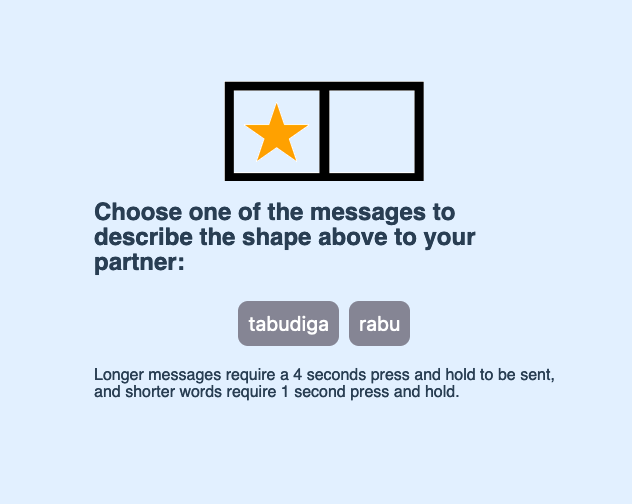 Choose one of the messages to
describe the shape above to your
partner:
tabudiga rabu
Longer messages require a 4 seconds press and hold to be sent,
and shorter words require 1 second press and hold.